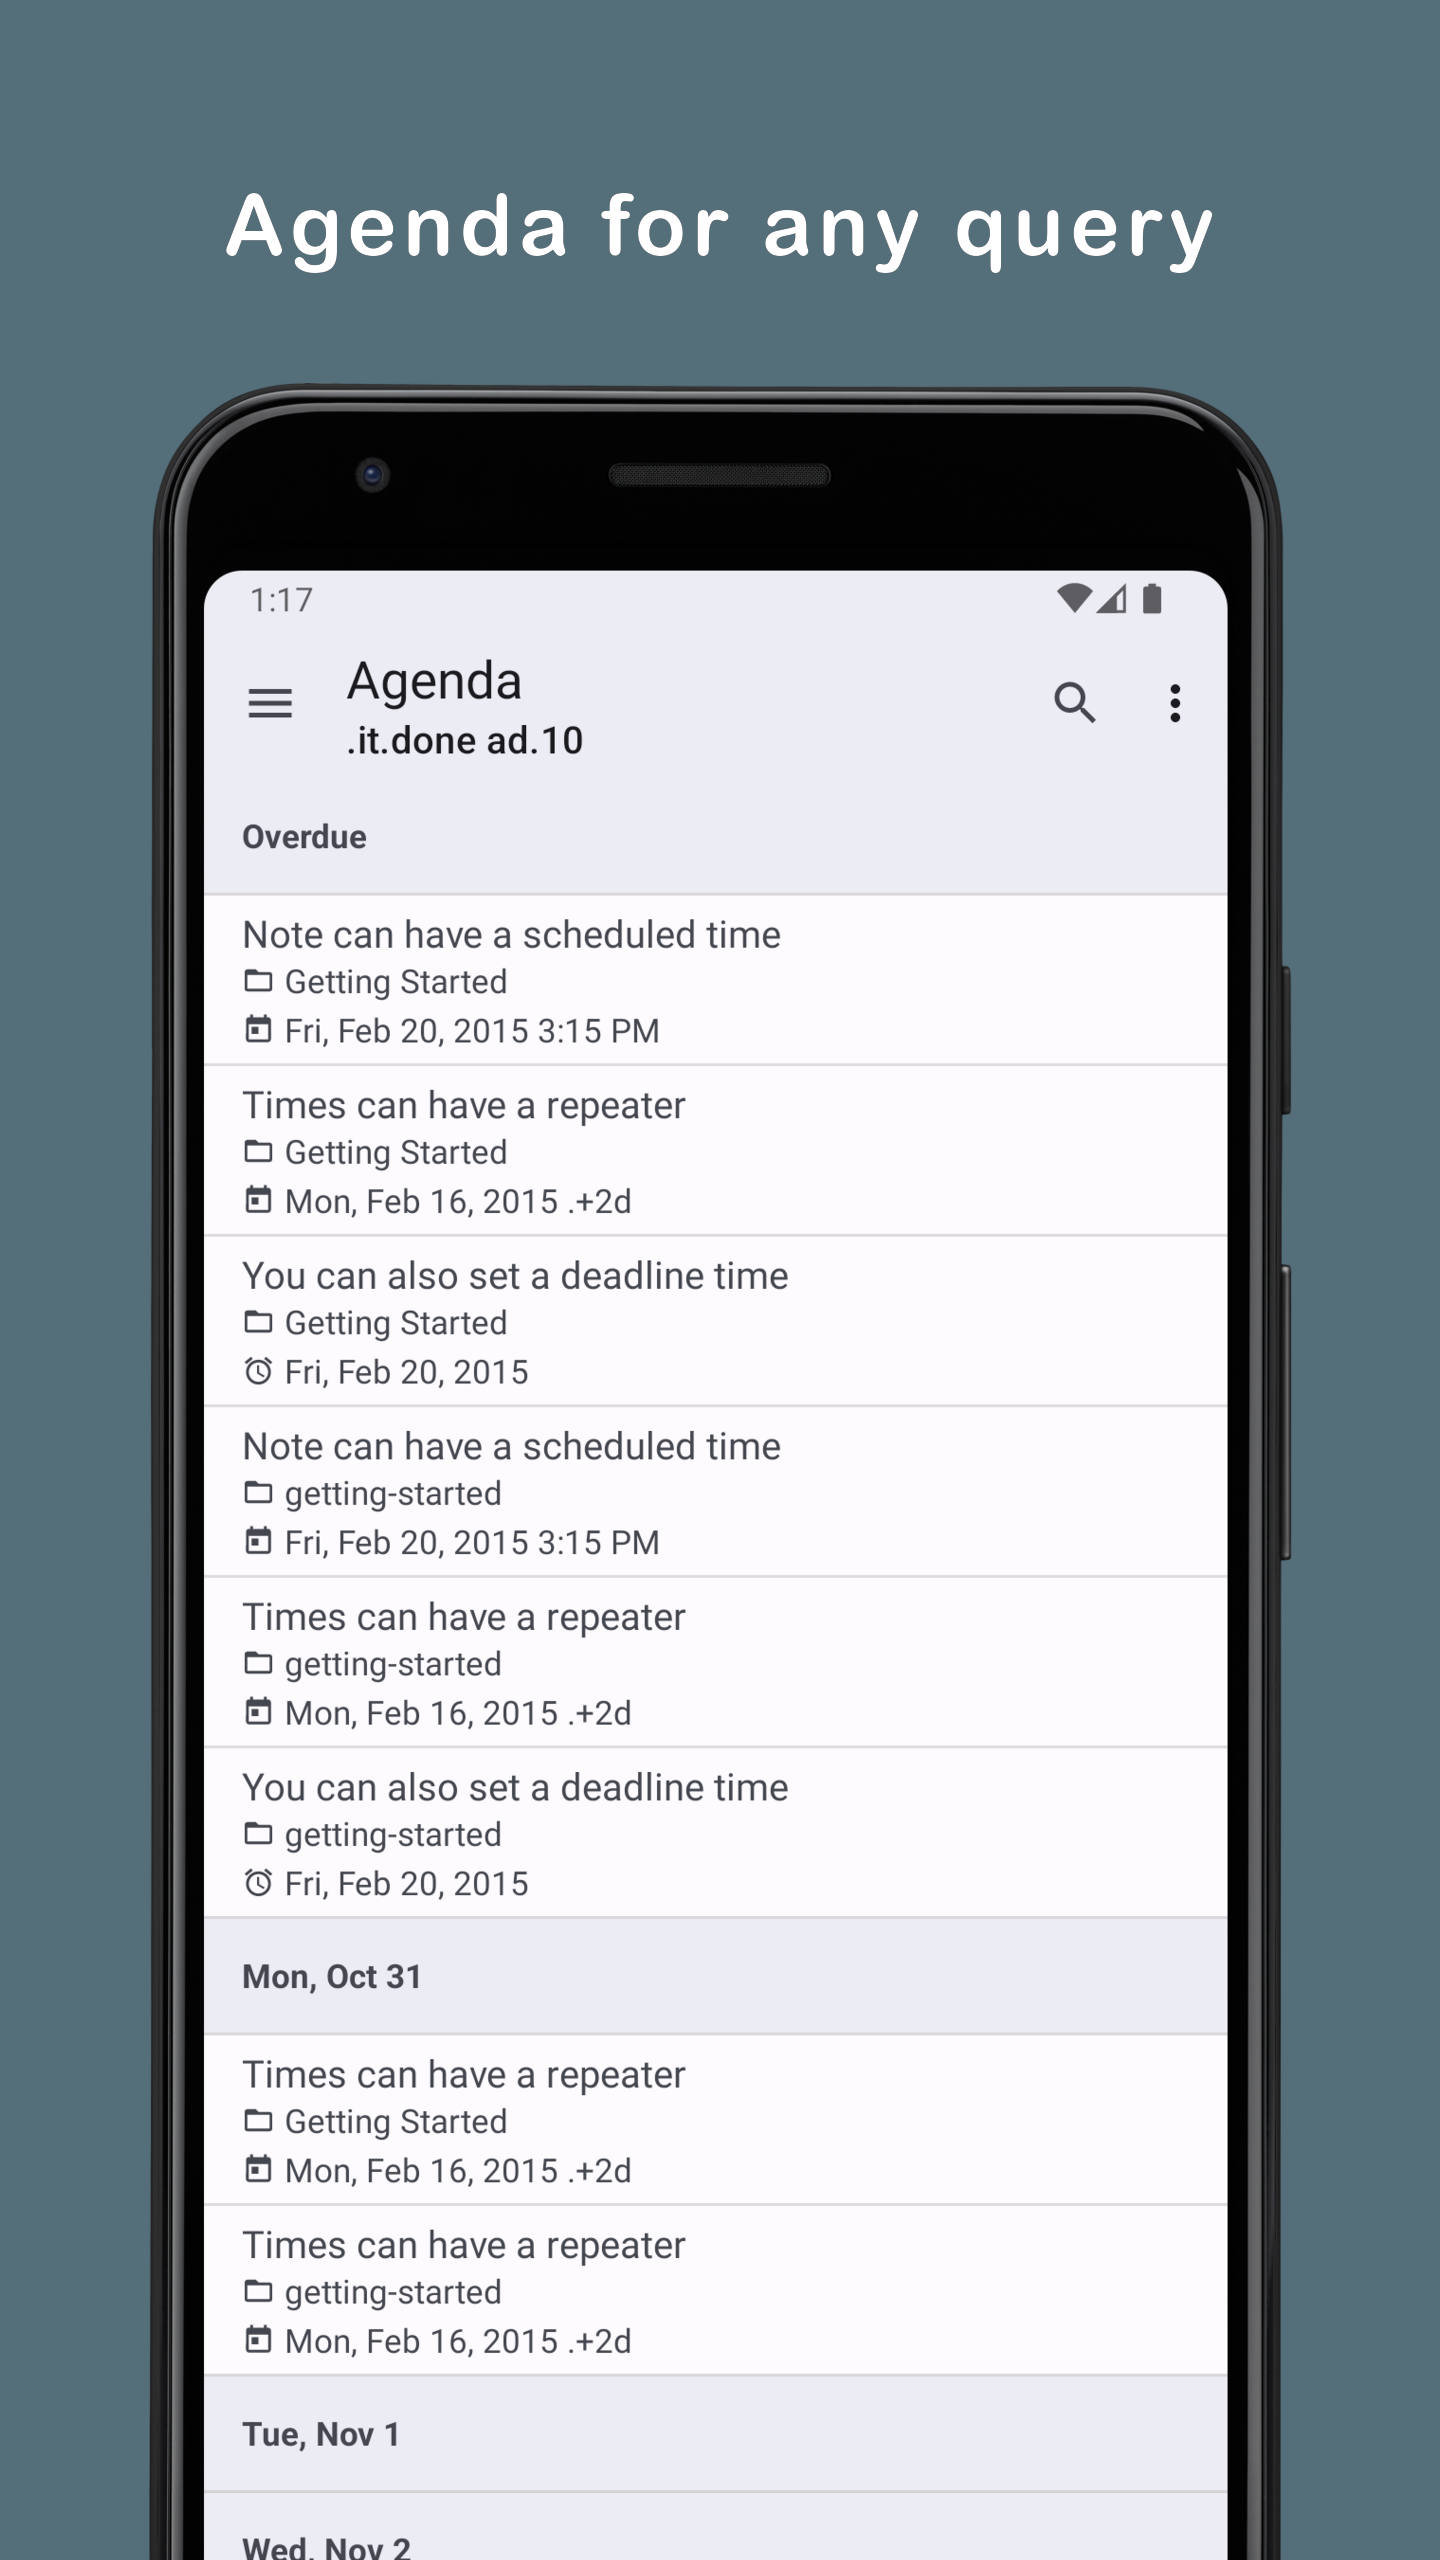 Agenda for any query
1:17
Agenda
.it.done ad.10
Overdue
Note can have a scheduled time
Getting Started
Fri, Feb 20, 2015 3:15 PM
Times can have a repeater
Getting Started
Mon, Feb 16, 2015 .+2d
You can also set a deadline time
Getting Started
Fri, Feb 20, 2015
Note can have a scheduled time
getting-started
Fri, Feb 20, 2015 3:15 PM
Times can have a repeater
getting-started
Mon, Feb 16, 2015 .+2d
You can also set a deadline time
getting-started
Fri, Feb 20, 2015
Mon, Oct 31
Times can have a repeater
Getting Started
Mon, Feb 16, 2015 .+2d
Times can have a repeater
getting-started
Mon, Feb 16, 2015 .+2d
Tue, Nov 1
Wed, Nov 2